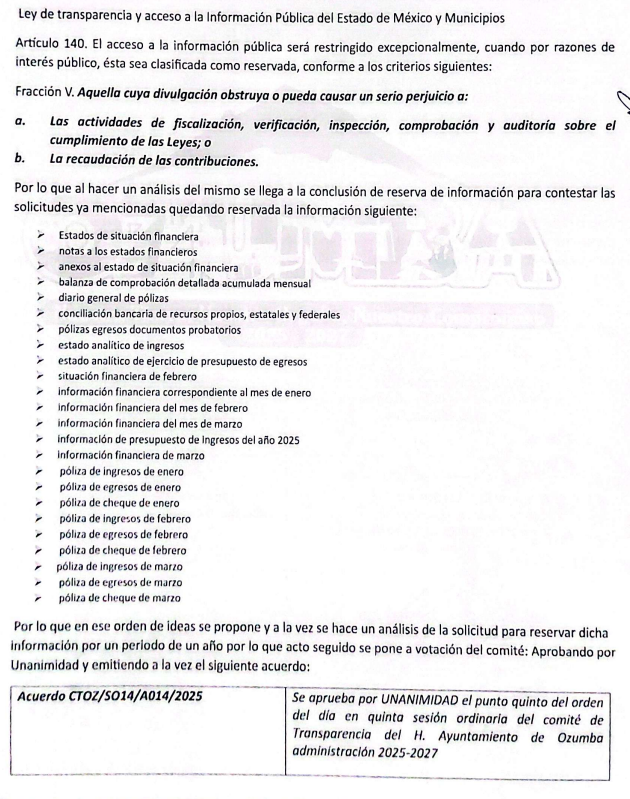 Ley de transparencia y acceso a la Información Pública del Estado de México y Municipios
Artículo 140. El acceso a la información pública será restringido excepcionalmente, cuando por razones de
interés público, ésta sea clasificada como reservada, conforme a los criterios siguientes:
Fracción V. Aquella cuya divulgación obstruya o pueda causar un serio perjuicio a:
a. Las actividades de fiscalización, verificación, inspección, comprobación y auditoría sobre el
cumplimiento de las Leyes; o
b. La recaudación de las contribuciones.
Por lo que al hacer un análisis del mismo se llega a la conclusión de reserva de información para contestar las
solicitudes ya mencionadas quedando reservada la información siguiente:
➢ Estados de situación financiera
➢ notas a los estados financieros
➢ anexos al estado de situación financiera
➢ balanza de comprobación detallada acumulada mensual
➢ diario general de pólizas
➢ conciliación bancaria de recursos propios, estatales y federales
➢ pólizas egresos documentos probatorios
➢ estado analítico de ingresos
➢ estado analítico de ejercicio de presupuesto de egresos
➢ situación financiera de febrero
➢ información financiera correspondiente al mes de enero
➢ información financiera del mes de febrero
➢ información financiera del mes de marzo
➢ información de presupuesto de ingresos del año 2025
➢ información financiera de marzo
➢ póliza de ingresos de enero
➢ póliza de egresos de enero
➢ póliza de cheque de enero
➢ póliza de ingresos de febrero
➢ póliza de egresos de febrero
➢ póliza de cheque de febrero
➢ póliza de ingresos de marzo
➢ póliza de egresos de marzo
➢ póliza de cheque de marzo
Por lo que en ese orden de ideas se propone y a la vez se hace un análisis de la solicitud para reservar dicha
información por un periodo de un año por lo que acto seguido se pone a votación del comité: Aprobando por
Unanimidad y emitiendo a la vez el siguiente acuerdo:
Acuerdo CTOZ/SO14/A014/2025
Se aprueba por UNANIMIDAD el punto quinto del orden
del día en quinta sesión ordinaria del comité de
Transparencia del H. Ayuntamiento de Ozumba
administración 2025-2027